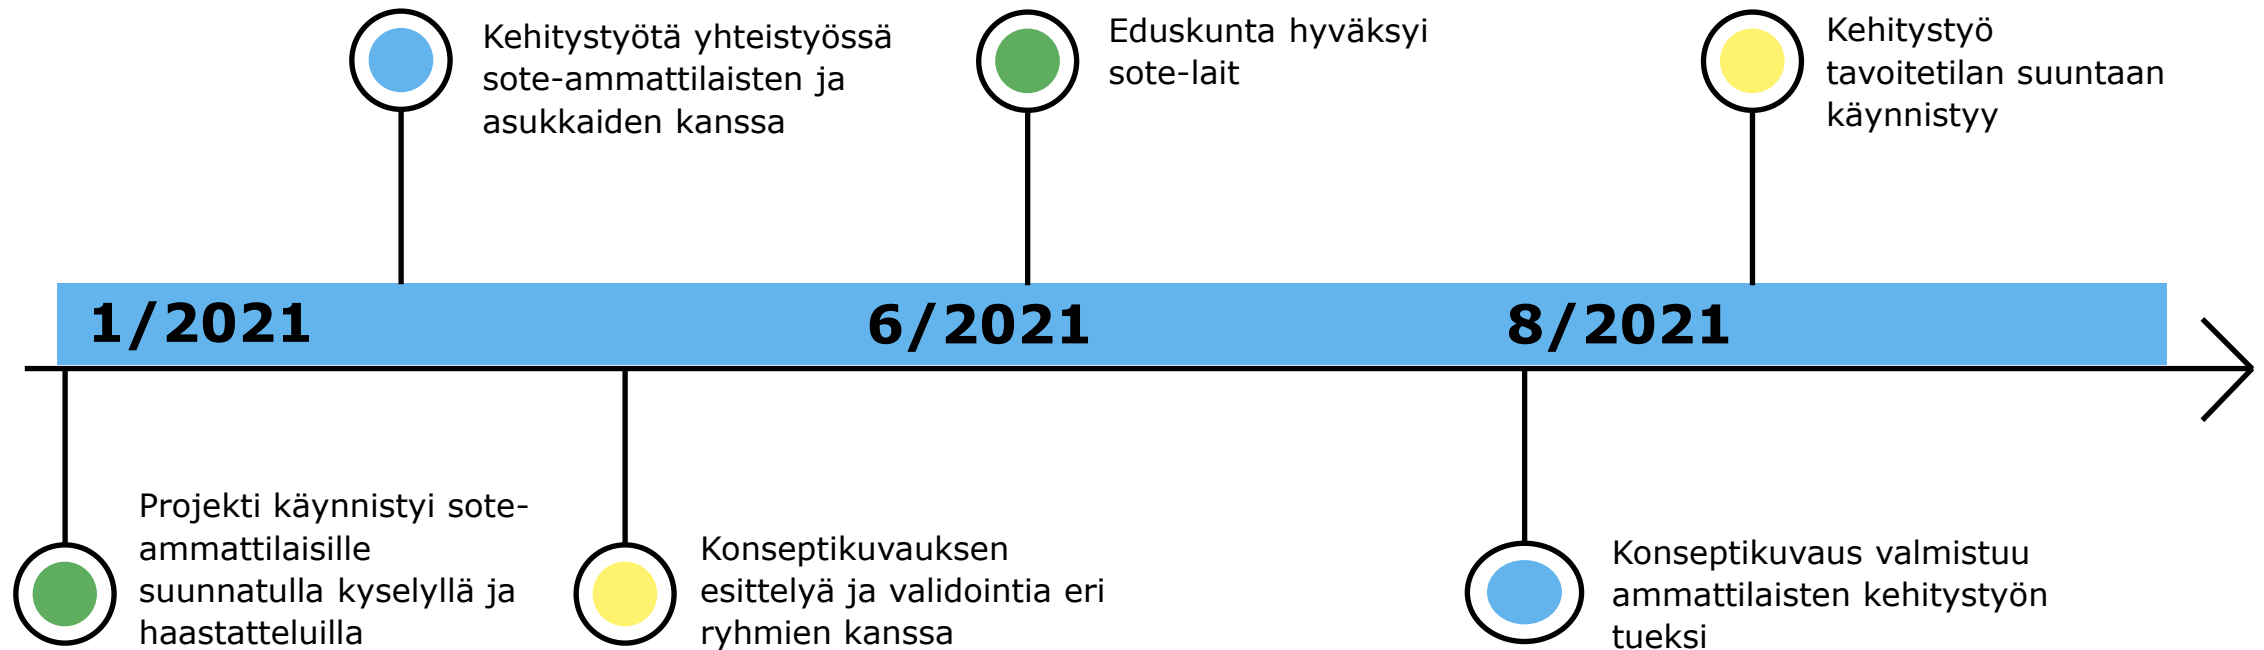 Kehitystyötä yhteistyössä
sote-ammattilaisten ja
asukkaiden kanssa
Eduskunta hyväksyi
sote-lait
Kehitystyö
tavoitetilan suuntaan
käynnistyy
1/2021
6/2021
8/2021
Projekti käynnistyi sote-
ammattilaisille
suunnatulla kyselyllä ja
haastatteluilla
Konseptikuvauksen
esittelyä ja validointia eri
ryhmien kanssa
Konseptikuvaus valmistuu
ammattilaisten kehitystyön
tueksi